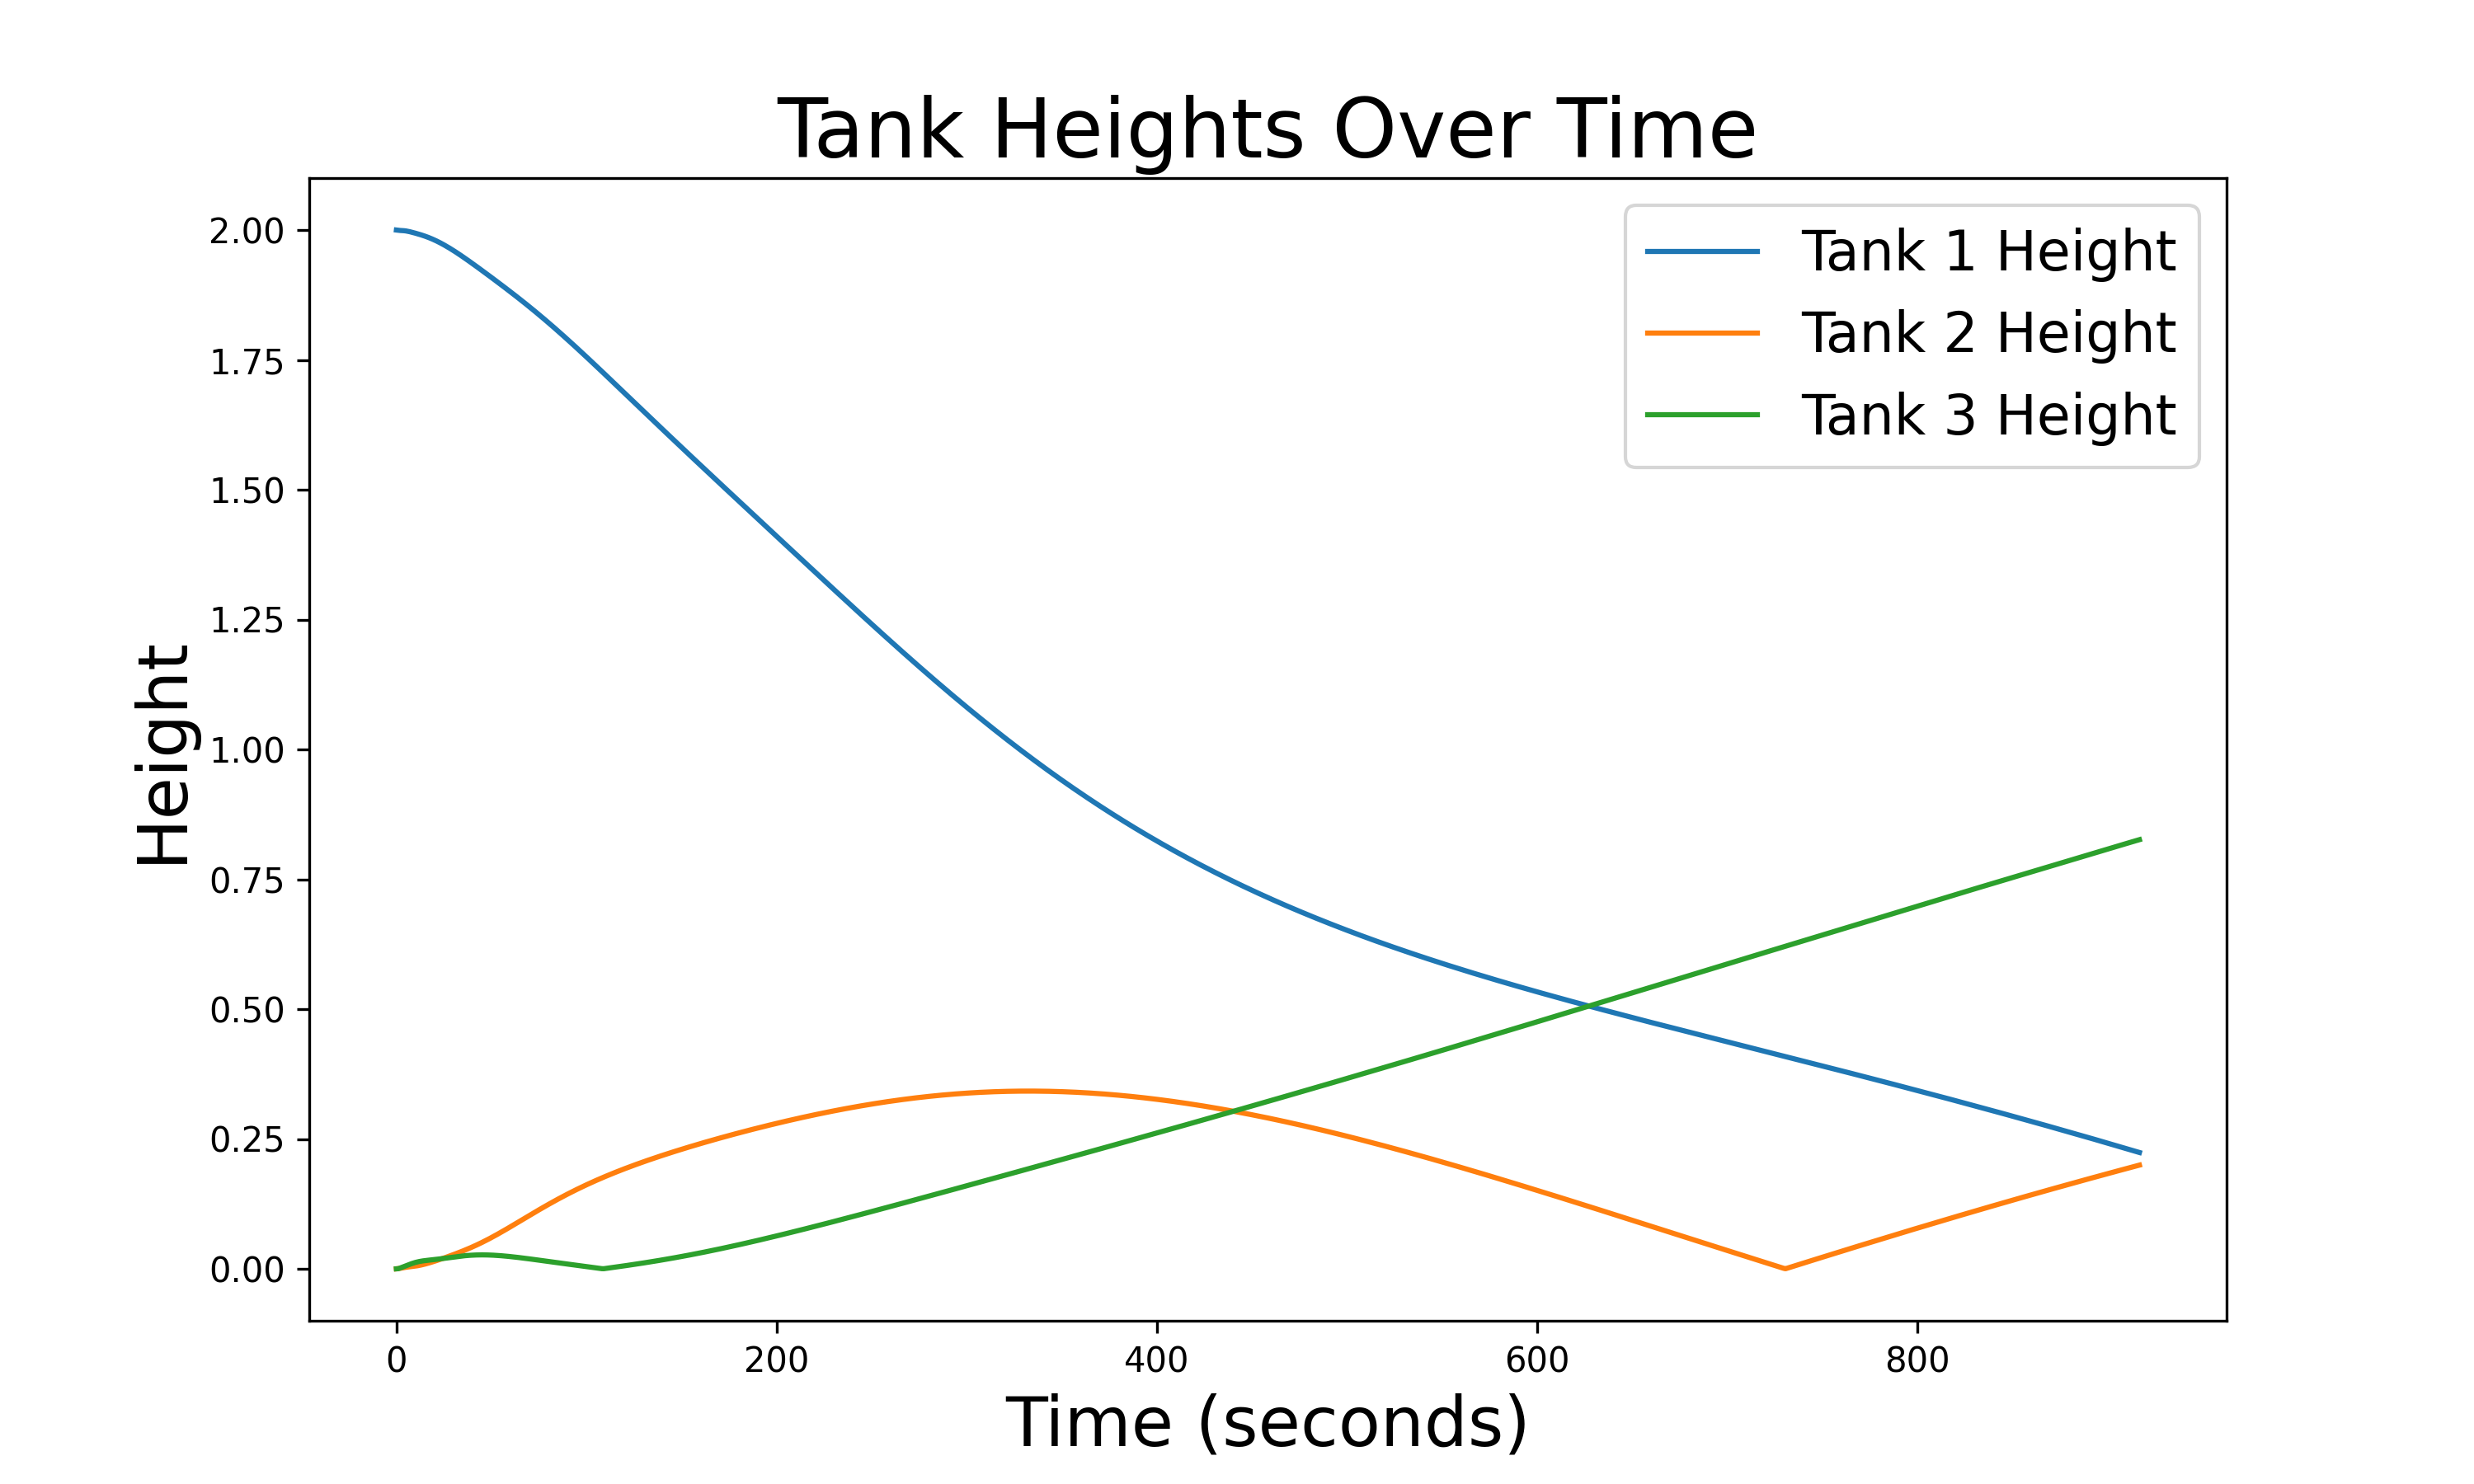 Tank Heights Over Time
Tank 1 Height
Tank 2 Height
Tank 3 Height
Height
2.00
1.75
1.50
1.25
1.00
0.75
0.50
0.25
0.00
0 200 400 600 800
Time (seconds)